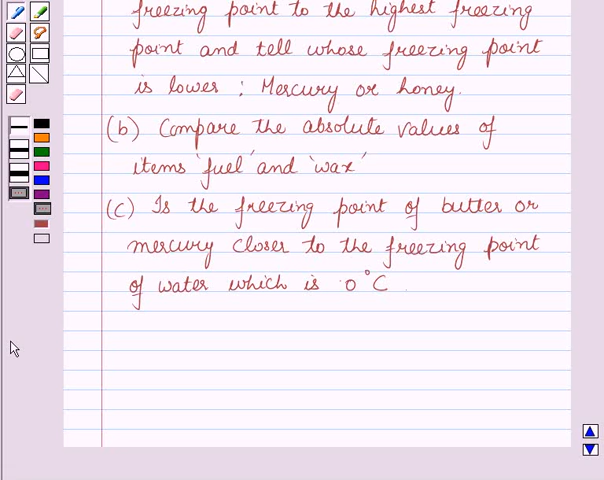 freezing point to the highest freezing
point and tell whose freezing point
is lower : Mercury or honey.
(b) Compare the absolute values of
items 'fuel' and 'wax'
(c) Is the freezing point of butter or
mercury closer to the freezing point
of water which is 0°C